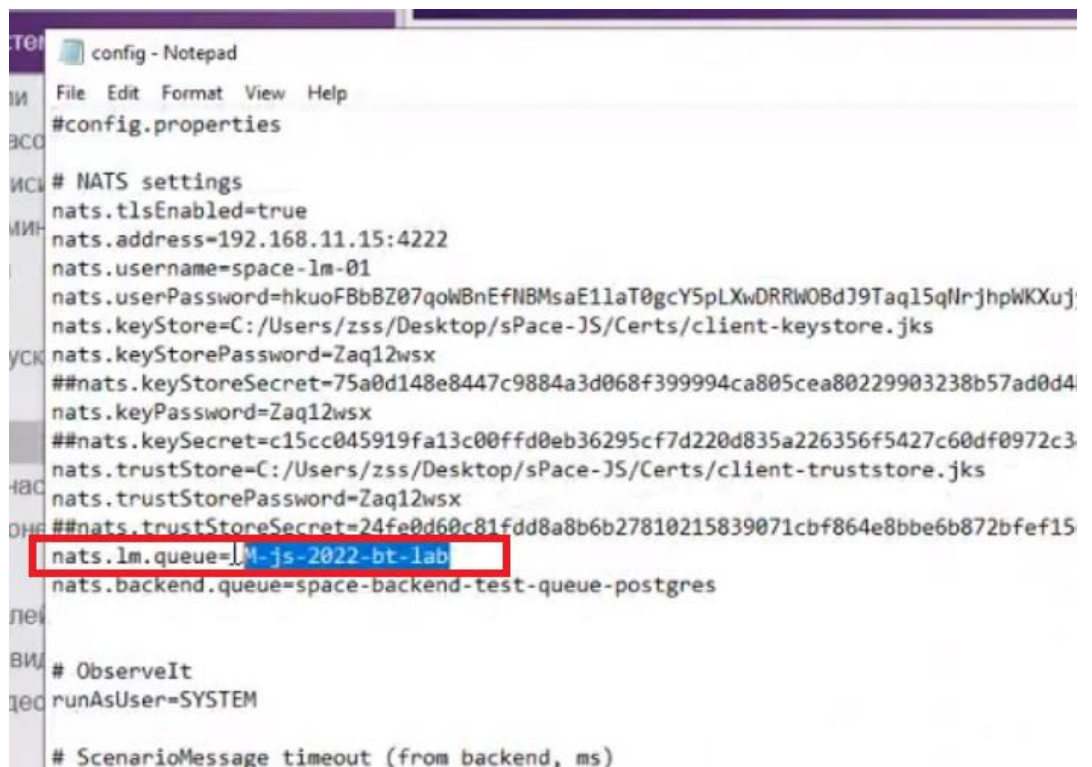 config - Notepad
File Edit Format View Help
#config.properties
# NATS settings
nats.tlsEnabled=true
nats.address=192.168.11.15:4222
nats.username=space-lm-01
nats.userPassword=hkuoFBbBZ07qoWBnEfNBMsaE1laT0gcY5pLXwDRRWOBdJ9Taql5qNrjhpWKXuj
nats.keyStore=C:/Users/zss/Desktop/sPace-JS/Certs/client-keystore.jks
nats.keyStorePassword=Zaq12wsx
##nats.keyStoreSecret=75a0d148e8447c9884a3d068f399994ca805cea80229903238b57ad0d4
nats.keyPassword=Zaq12wsx
##nats.keySecret=c15cc045919fa13c00ffd0eb36295cf7d220d835a226356f5427c60df0972c3
nats.trustStore=C:/Users/zss/Desktop/sPace-JS/Certs/client-truststore.jks
nats.trustStorePassword=Zaq12wsx
##nats.trustStoreSecret=24fe0d60c81fdd8a8b6b27810215839071cbf864e8bbe6b872bfef15
nats.lm.queue= M-js-2022-bt-lab
nats.backend.queue=space-backend-test-queue-postgres
# ObserveIt
runAsUser=SYSTEM
# ScenarioMessage timeout (from backend, ms)